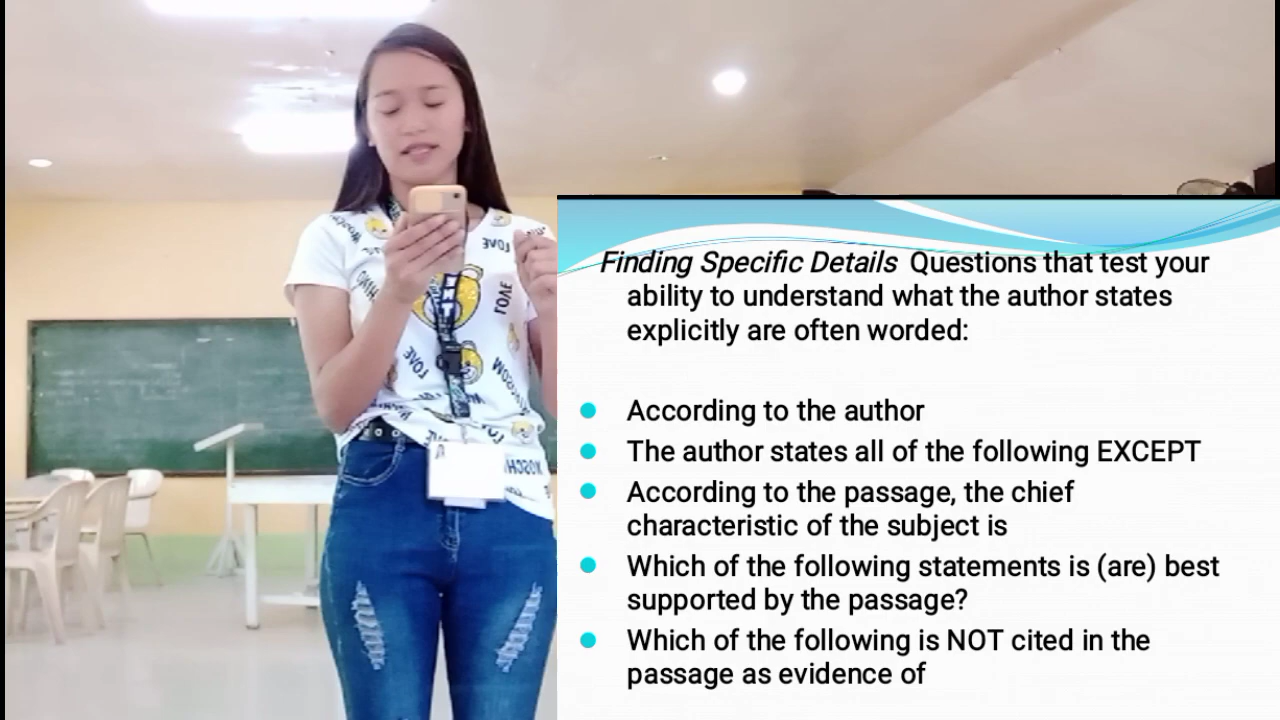 Finding Specific Details Questions that test your
ability to understand what the author states
explicitly are often worded:
According to the author
The author states all of the following EXCEPT
According to the passage, the chief
characteristic of the subject is
Which of the following statements is (are) best
supported by the passage?
Which of the following is NOT cited in the
passage as evidence of
LOVE
LOVE
LOVE